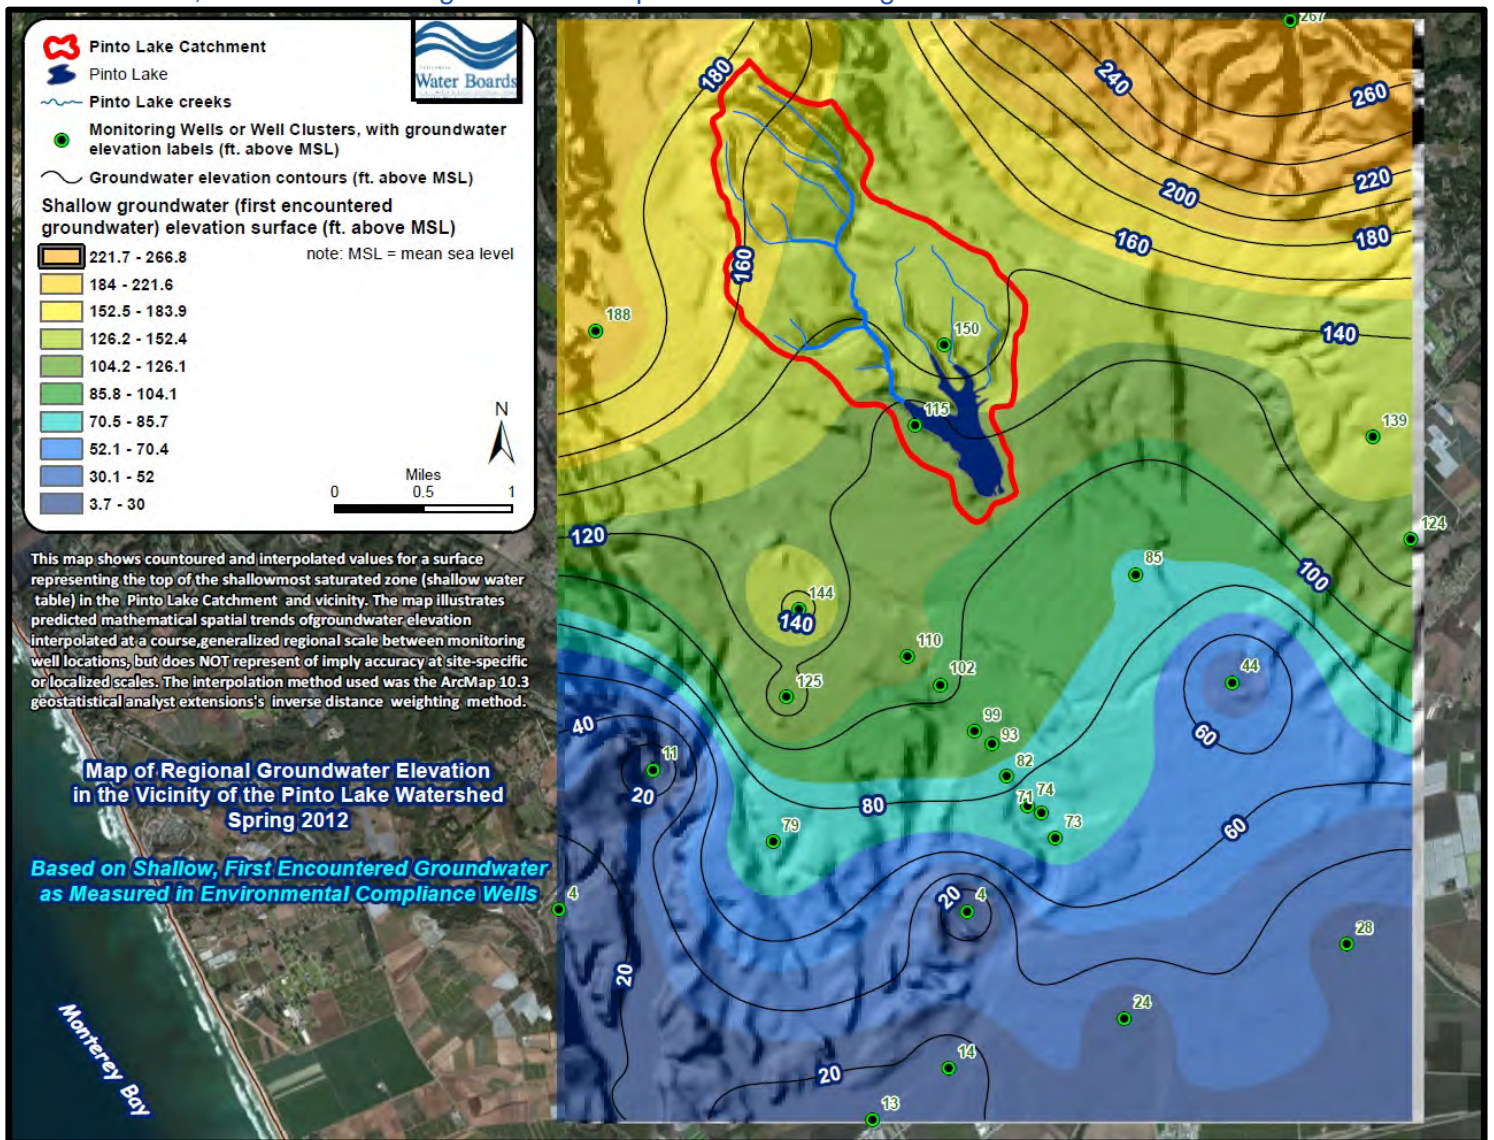 Pinto Lake Catchment
Pinto Lake
Pinto Lake creeks
Monitoring Wells or Well Clusters, with groundwater
elevation labels (ft. above MSL)
Groundwater elevation contours (ft. above MSL)
Shallow groundwater (first encountered
groundwater) elevation surface (ft. above MSL)
221.7 - 266.8
note: MSL = mean sea level
184 - 221.6
152.5 - 183.9
126.2 - 152.4
104.2 - 126.1
85.8 - 104.1
70.5 - 85.7
52.1 - 70.4
30.1 - 52
3.7 - 30
Water Boards
N
Miles
0 0.5 1
This map shows countoured and interpolated values for a surface
representing the top of the shallowmost saturated zone (shallow water
table) in the Pinto Lake Catchment and vicinity. The map illustrates
predicted mathematical spatial trends ofgroundwater elevation
interpolated at a course,generalized regional scale between monitoring
well locations, but does NOT represent of imply accuracy at site-specific
or localized scales. The interpolation method used was the ArcMap 10.3
geostatistical analyst extensions's inverse distance weighting method.
Map of Regional Groundwater Elevation
in the Vicinity of the Pinto Lake Watershed
Spring 2012
Based on Shallow, First Encountered Groundwater
as Measured in Environmental Compliance Wells
Monterey Bay
267
180
240
260
220
200
180
160
160
188
150
140
115
139
120
124
85
100
144
140
110
44
102
125
99
40
93
60
11
82
20
71
74
80
73
79
60
4
20
4
28
20
24
14
20
13